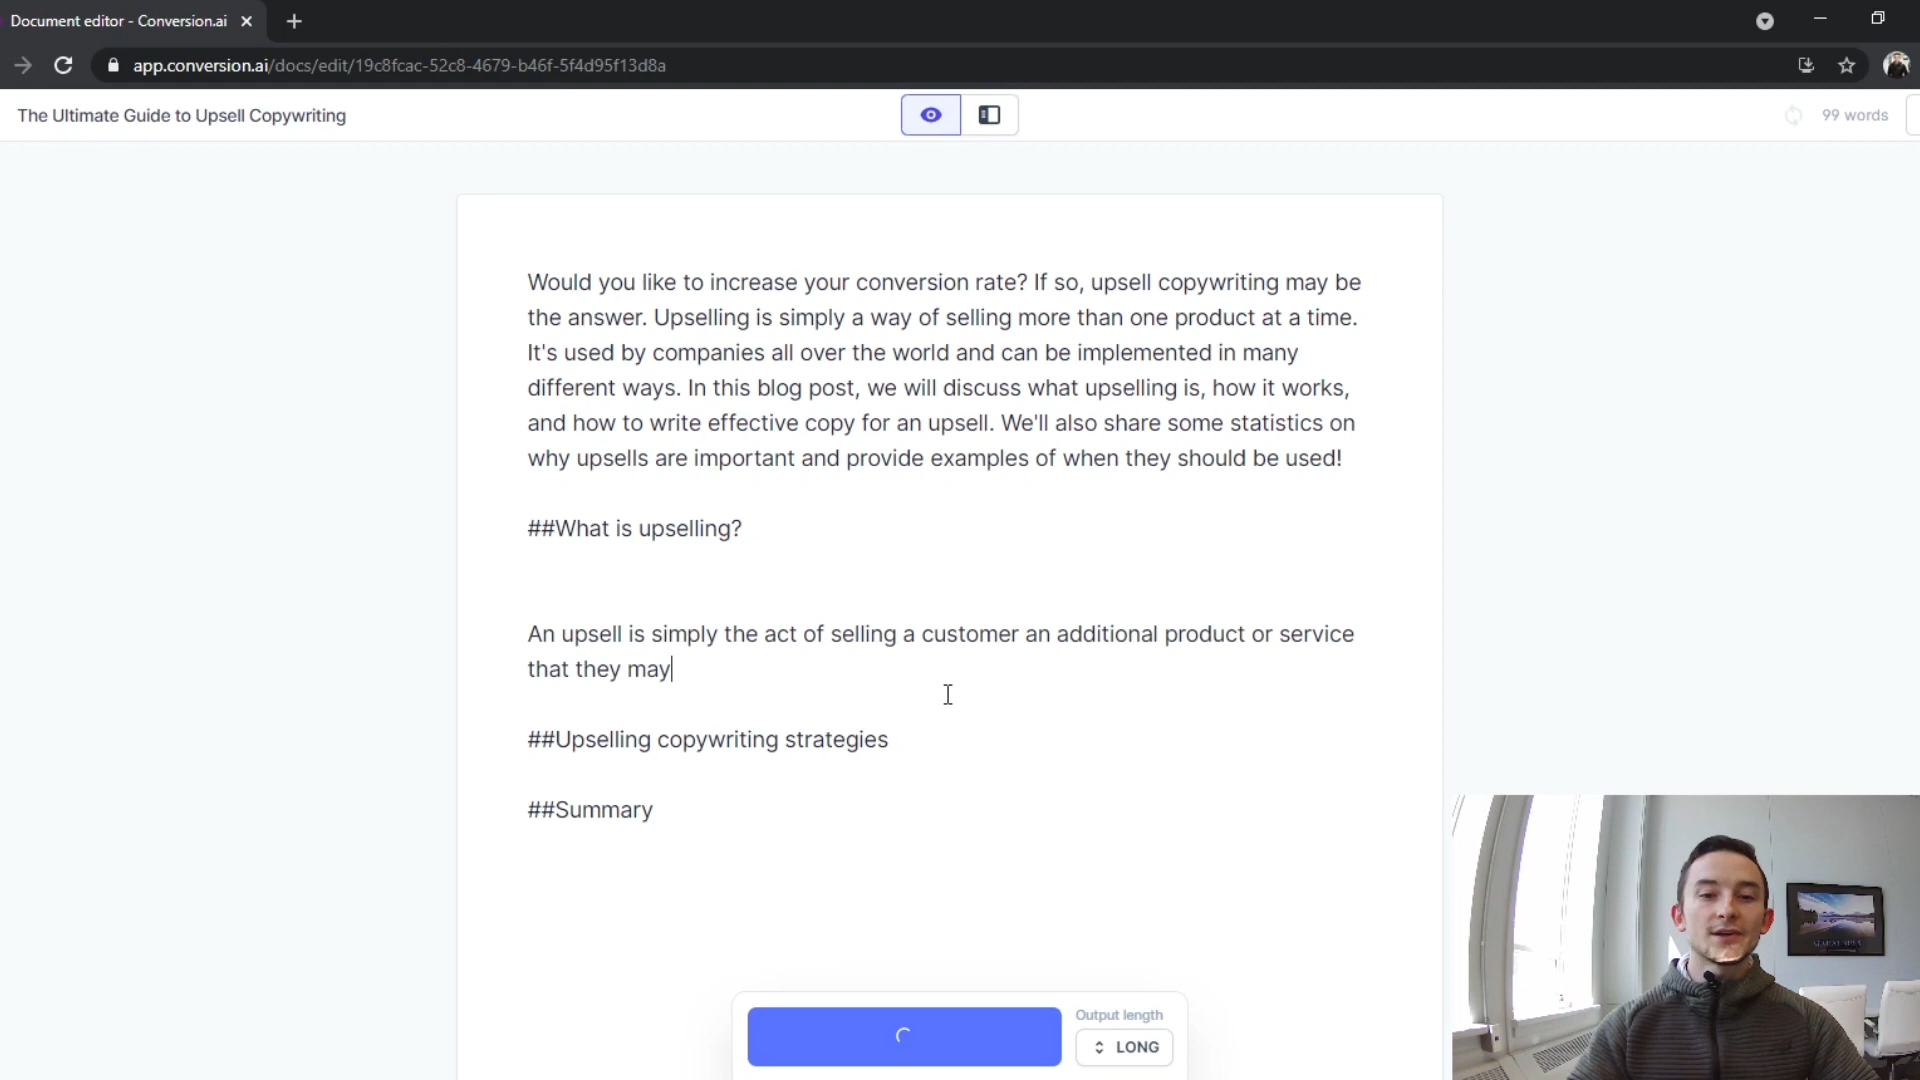 Document editor - Conversion.ai
app.conversion.ai/docs/edit/19c8fcac-52c8-4679-b46f-5f4d95f13d8a
The Ultimate Guide to Upsell Copywriting
99 words
Would you like to increase your conversion rate? If so, upsell copywriting may be
the answer. Upselling is simply a way of selling more than one product at a time.
It's used by companies all over the world and can be implemented in many
different ways. In this blog post, we will discuss what upselling is, how it works,
and how to write effective copy for an upsell. We'll also share some statistics on
why upsells are important and provide examples of when they should be used!
##What is upselling?
An upsell is simply the act of selling a customer an additional product or service
that they may
##Upselling copywriting strategies
##Summary
Output length
LONG